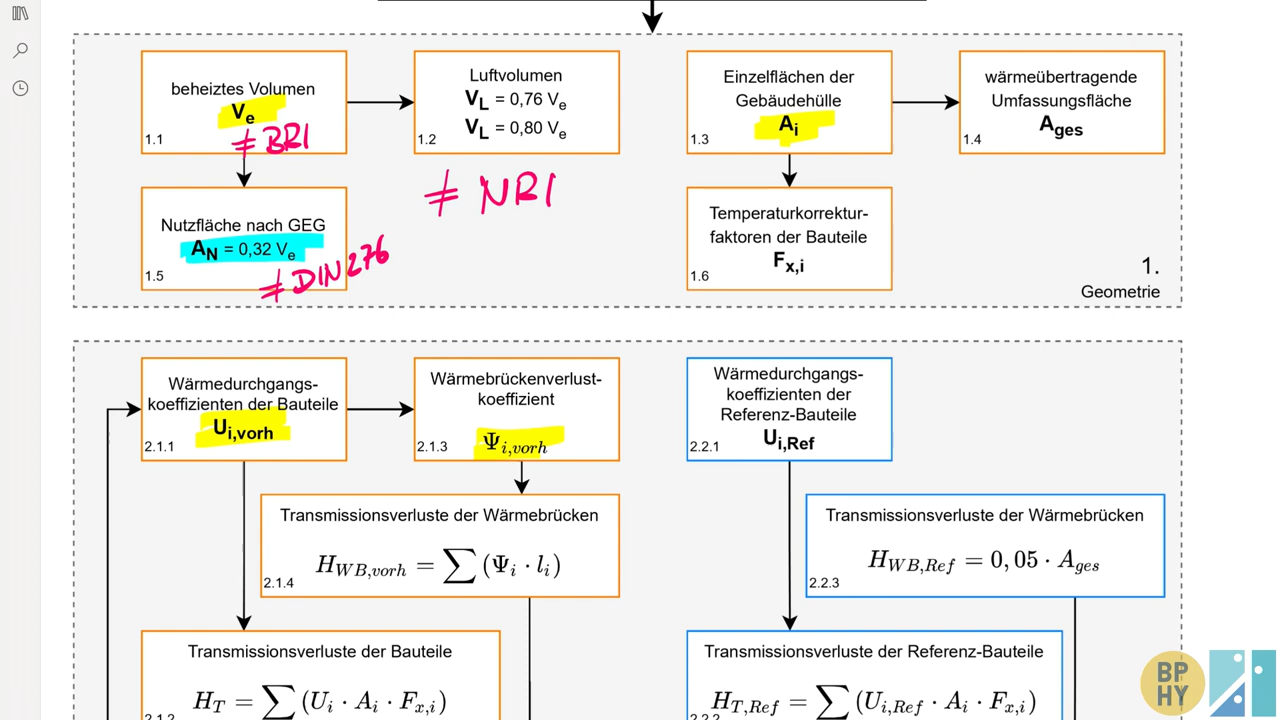 beheiztes Volumen
Ve
≠ BRI
1.1
Luftvolumen
VL = 0,76 Ve
VL = 0,80 Ve
1.2
≠ NRI
Einzelflächen der
Gebäudehülle
Ai
1.3
wärmeübertragende
Umfassungsfläche
Ages
1.4
Nutzfläche nach GEG
AN = 0,32 Ve
≠ DIN 276
1.5
Temperaturkorrektur-
faktoren der Bauteile
Fx,i
1.6
1.
Geometrie
Wärmedurchgangs-
koeffizienten der Bauteile
Ui,vorh
2.1.1
Wärmebrückenverlust-
koeffizient
Ψi,vorh
2.1.3
Wärmedurchgangs-
koeffizienten der
Referenz-Bauteile
Ui,Ref
2.2.1
Transmissionsverluste der Wärmebrücken
HWB,vorh = ∑ (Ψi · li)
2.1.4
Transmissionsverluste der Wärmebrücken
HWB,Ref = 0,05 · Ages
2.2.3
Transmissionsverluste der Bauteile
HT = ∑ (Ui · Ai · Fx,i)
2.1.2
Transmissionsverluste der Referenz-Bauteile
HT,Ref = ∑ (Ui,Ref · Ai · Fx,i)
2.2.2
BP
HY